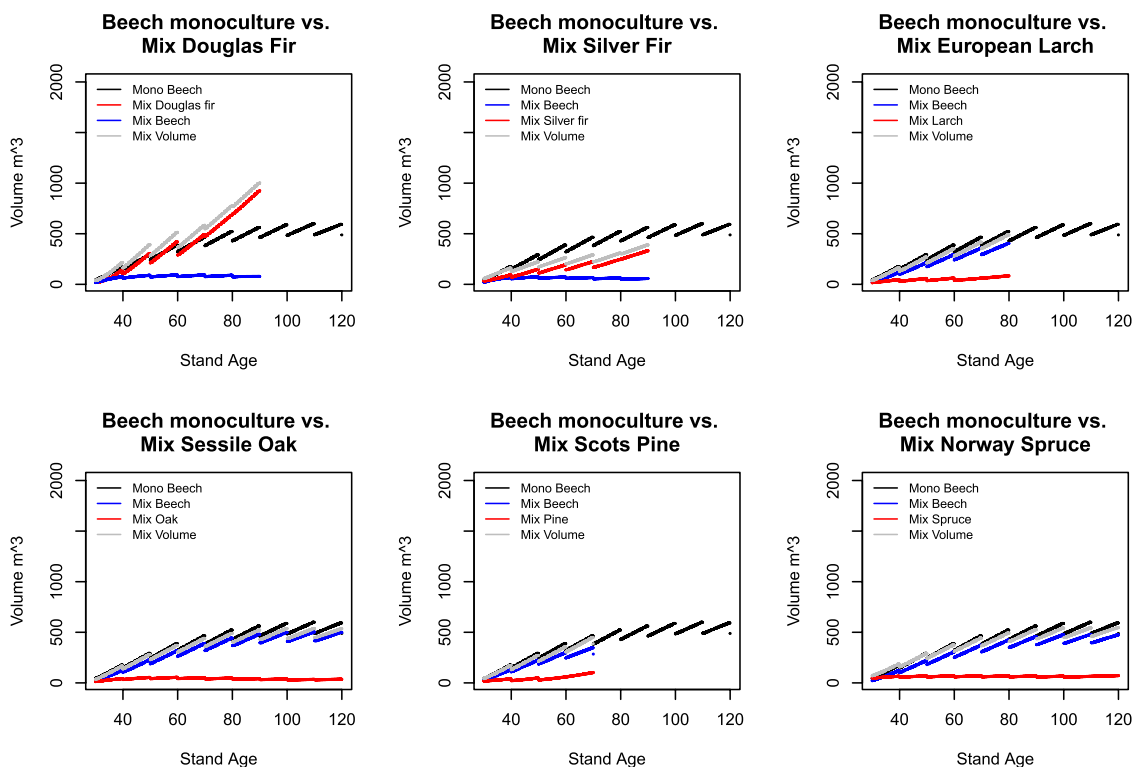 Beech monoculture vs.
Mix Douglas Fir
Volume m^3
2000
1000
500
0
Mono Beech
Mix Douglas fir
Mix Beech
Mix Volume
40 60 80 100 120
Stand Age
Beech monoculture vs.
Mix Silver Fir
Volume m^3
2000
1000
500
0
Mono Beech
Mix Beech
Mix Silver fir
Mix Volume
40 60 80 100 120
Stand Age
Beech monoculture vs.
Mix European Larch
Volume m^3
2000
1000
500
0
Mono Beech
Mix Beech
Mix Larch
Mix Volume
40 60 80 100 120
Stand Age
Beech monoculture vs.
Mix Sessile Oak
Volume m^3
2000
1000
500
0
Mono Beech
Mix Beech
Mix Oak
Mix Volume
40 60 80 100 120
Stand Age
Beech monoculture vs.
Mix Scots Pine
Volume m^3
2000
1000
500
0
Mono Beech
Mix Beech
Mix Pine
Mix Volume
40 60 80 100 120
Stand Age
Beech monoculture vs.
Mix Norway Spruce
Volume m^3
2000
1000
500
0
Mono Beech
Mix Beech
Mix Spruce
Mix Volume
40 60 80 100 120
Stand Age